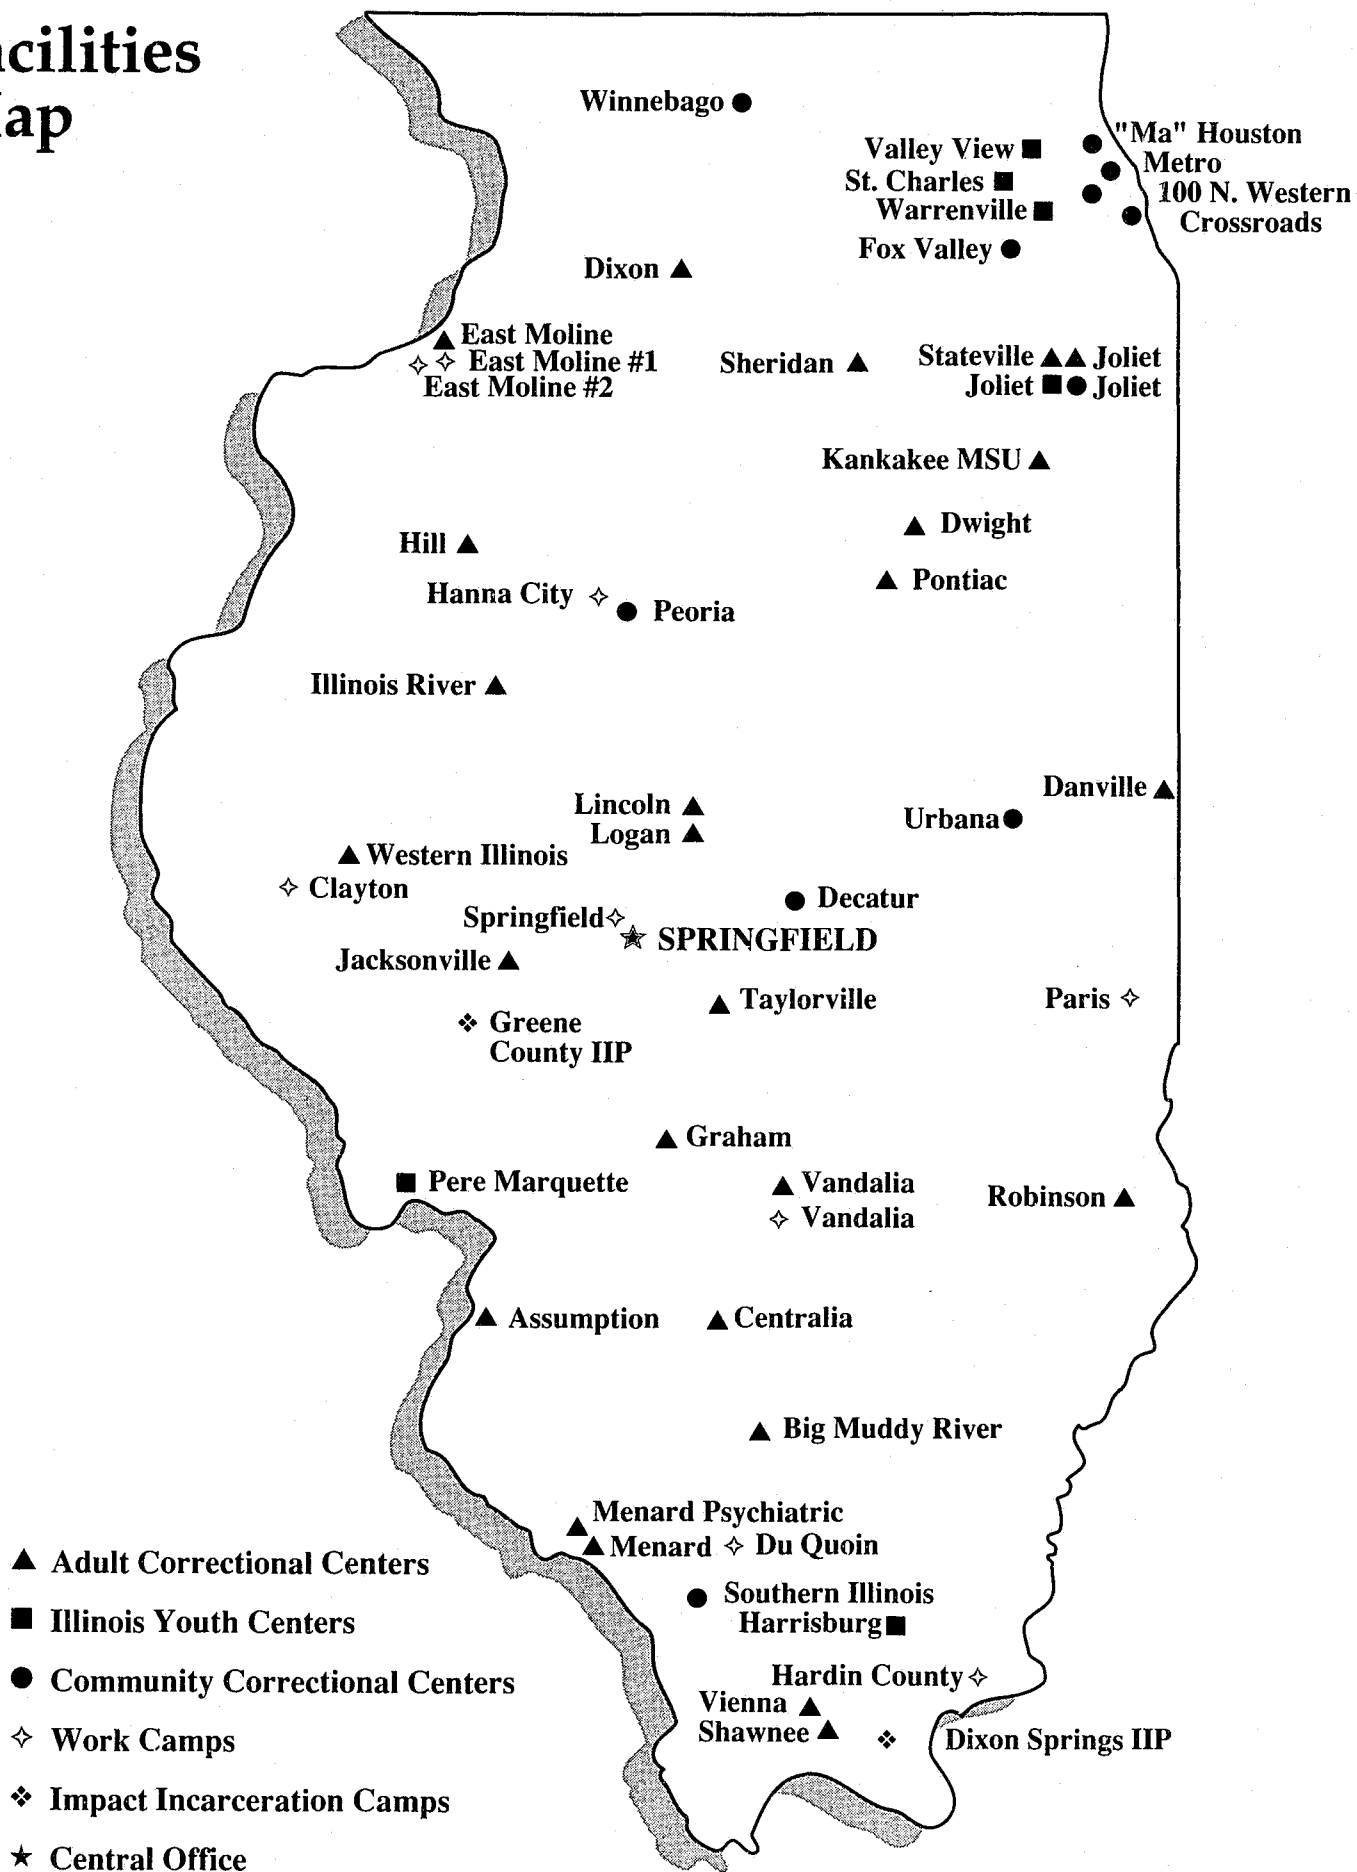 acilities
Map
Winnebago
"Ma" Houston
Valley View
Metro
St. Charles
100 N. Western
Warrenville
Crossroads
Fox Valley
Dixon
East Moline
East Moline #1
East Moline #2
Sheridan
Stateville
Joliet
Joliet
Joliet
Kankakee MSU
Dwight
Hill
Pontiac
Hanna City
Peoria
Illinois River
Danville
Lincoln
Urbana
Logan
Western Illinois
Clayton
Decatur
Springfield
SPRINGFIELD
Jacksonville
Taylorville
Paris
Greene
County IIP
Graham
Pere Marquette
Vandalia
Robinson
Vandalia
Assumption
Centralia
Big Muddy River
Menard Psychiatric
Menard
Du Quoin
Southern Illinois
Harrisburg
Hardin County
Vienna
Shawnee
Dixon Springs IIP
Adult Correctional Centers
Illinois Youth Centers
Community Correctional Centers
Work Camps
Impact Incarceration Camps
Central Office